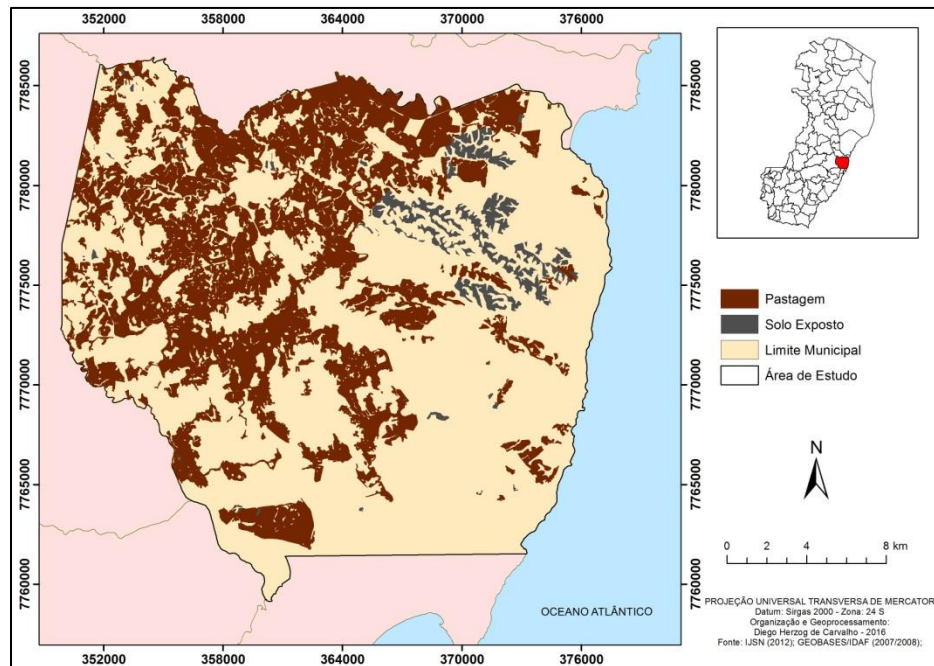 352000 358000 364000 370000 376000
7785000
7780000
7775000
7770000
7765000
7760000
OCEANO ATLÂNTICO
352000 358000 364000 370000 376000
7785000
7780000
7775000
7770000
7765000
7760000
Pastagem
Solo Exposto
Limite Municipal
Área de Estudo
N
0 2 4 6 8 km
PROJEÇÃO UNIVERSAL TRANSVERSA DE MERCATOR
Datum: Sirgas 2000 - Zona: 24 S
Organização e Geoprocessamento:
Diego Herzog de Carvalho - 2016
Fonte: IJSN (2012); GEOBASES/IDAF (2007/2008);